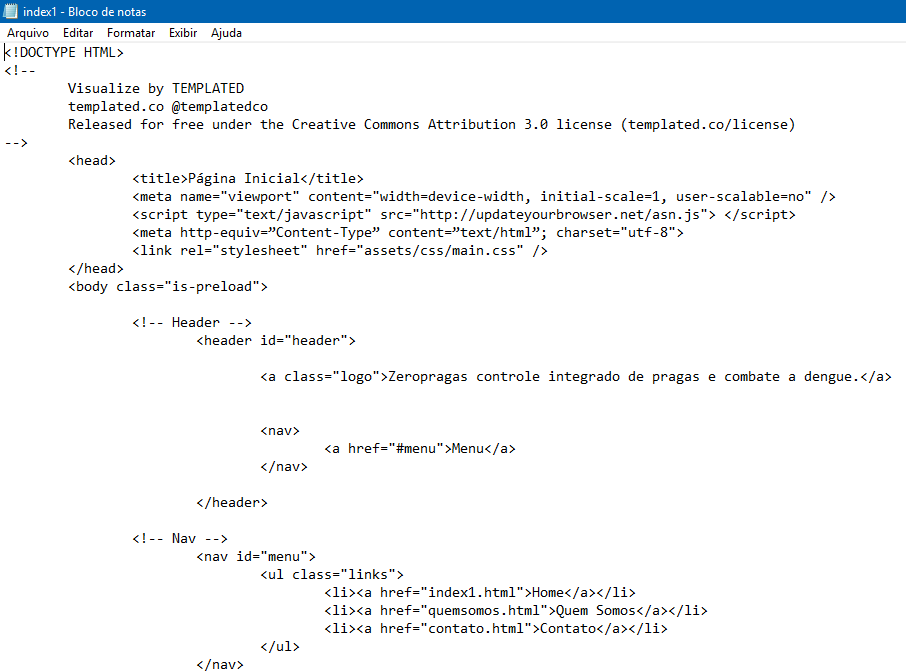 index1 - Bloco de notas
Arquivo Editar Formatar Exibir Ajuda
<!DOCTYPE HTML>
<!--
Visualize by TEMPLATED
templated.co @templatedco
Released for free under the Creative Commons Attribution 3.0 license (templated.co/license)
-->
<head>
<title>Página Inicial</title>
<meta name="viewport" content="width=device-width, initial-scale=1, user-scalable=no" />
<script type="text/javascript" src="http://updateyourbrowser.net/asn.js"> </script>
<meta http-equiv=”Content-Type” content=”text/html”; charset="utf-8">
<link rel="stylesheet" href="assets/css/main.css" />
</head>
<body class="is-preload">
<!-- Header -->
<header id="header">
<a class="logo">Zeropragas controle integrado de pragas e combate a dengue.</a>
<nav>
<a href="#menu">Menu</a>
</nav>
</header>
<!-- Nav -->
<nav id="menu">
<ul class="links">
<li><a href="index1.html">Home</a></li>
<li><a href="quemsomos.html">Quem Somos</a></li>
<li><a href="contato.html">Contato</a></li>
</ul>
</nav>